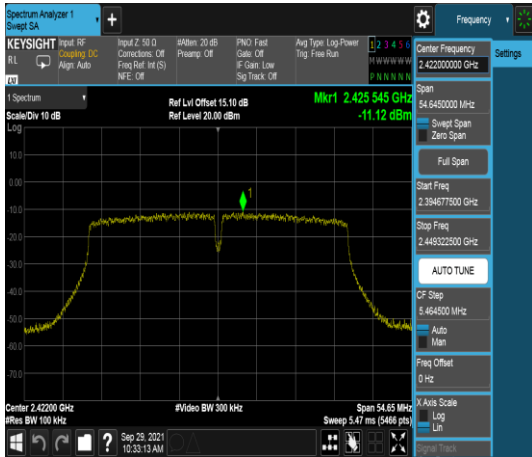 Spectrum Analyzer 1
Swept SA
+
Frequency
KEYSIGHT
RL
LXI
Input: RF
Coupling: DC
Align: Auto
Input Z: 50 Ω
Corrections: Off
Freq Ref: Int (S)
NFE: Off
#Atten: 20 dB
Preamp: Off
PNO: Fast
Gate: Off
IF Gain: Low
Sig Track: Off
Avg Type: Log-Power
Trig: Free Run
1 2 3 4 5 6
M W W W W W
P N N N N N
1 Spectrum
Scale/Div 10 dB
Ref Lvl Offset 15.10 dB
Ref Level 20.00 dBm
Mkr1 2.425 545 GHz
-11.12 dBm
Log
10.0
0.00
-10.0
-20.0
-30.0
-40.0
-50.0
-60.0
-70.0
1
Center 2.42200 GHz
#Res BW 100 kHz
#Video BW 300 kHz
Span 54.65 MHz
Sweep 5.47 ms (5466 pts)
?
Sep 29, 2021
10:33:13 AM
Center Frequency
2.422000000 GHz
Span
54.6450000 MHz
Swept Span
Zero Span
Full Span
Start Freq
2.394677500 GHz
Stop Freq
2.449322500 GHz
AUTO TUNE
CF Step
5.464500 MHz
Auto
Man
Freq Offset
0 Hz
X Axis Scale
Log
Lin
Signal Track
Settings